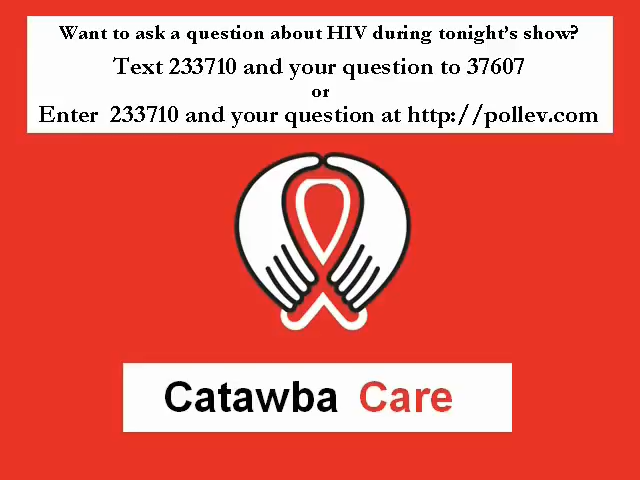 Want to ask a question about HIV during tonight's show?
Text 233710 and your question to 37607
or
Enter 233710 and your question at http://pollev.com
Catawba Care